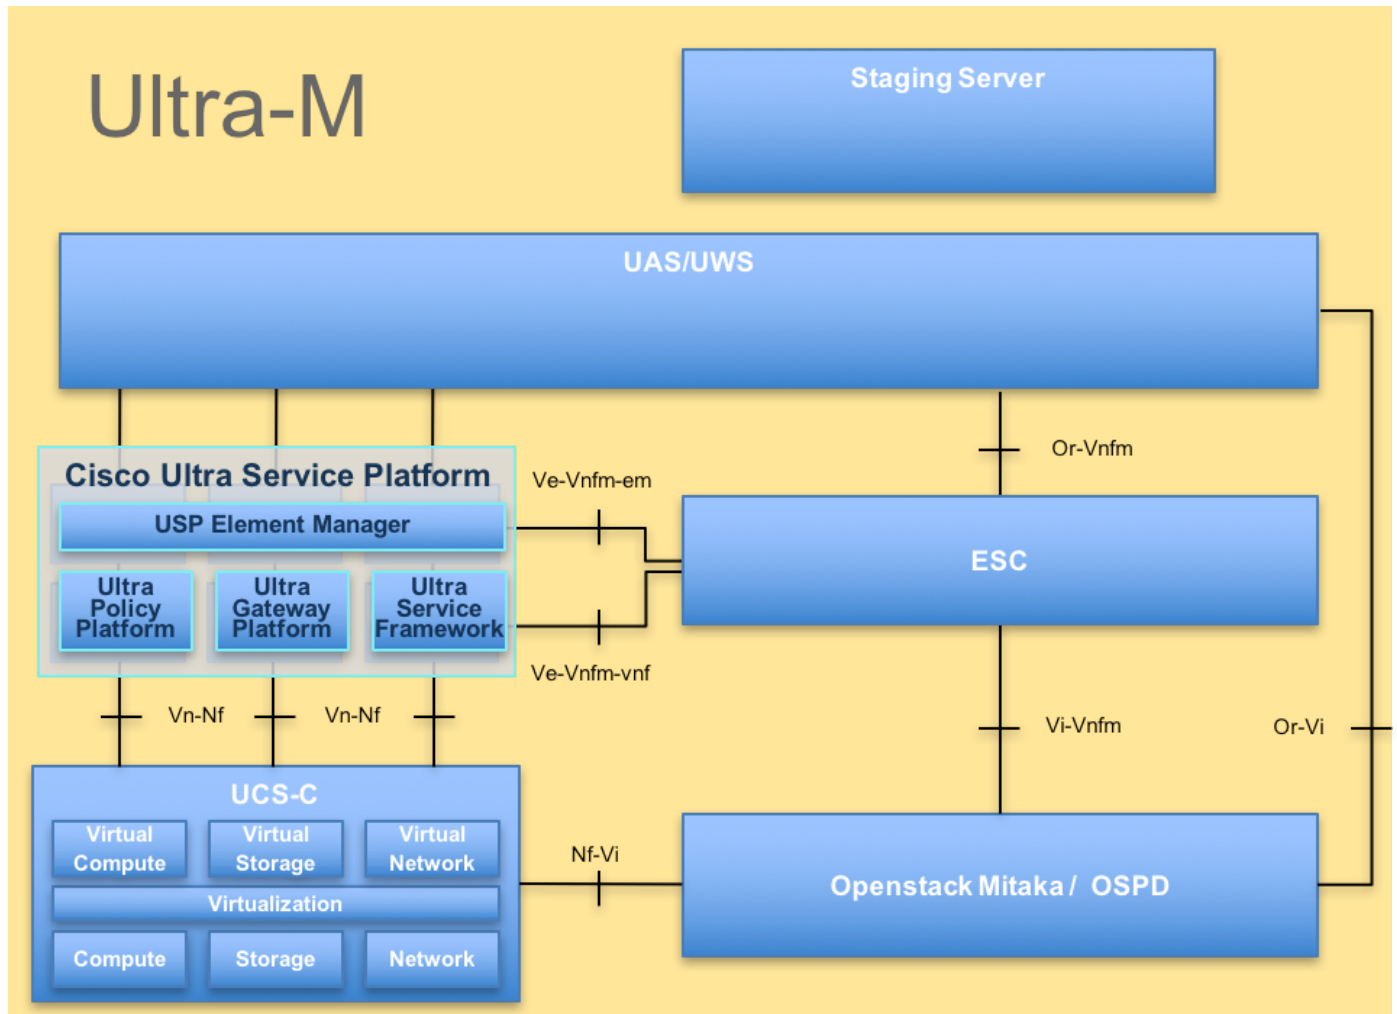 Ultra-M
Staging Server
UAS/UWS
Or-Vnfm
Cisco Ultra Service Platform
Ve-Vnfm-em
USP Element Manager
ESC
Ultra
Policy
Platform
Ultra
Gateway
Platform
Ultra
Service
Framework
Ve-Vnfm-vnf
Vn-Nf
Vn-Nf
Vi-Vnfm
Or-Vi
UCS-C
Virtual
Compute
Virtual
Storage
Virtual
Network
Nf-Vi
Openstack Mitaka / OSPD
Virtualization
Compute
Storage
Network